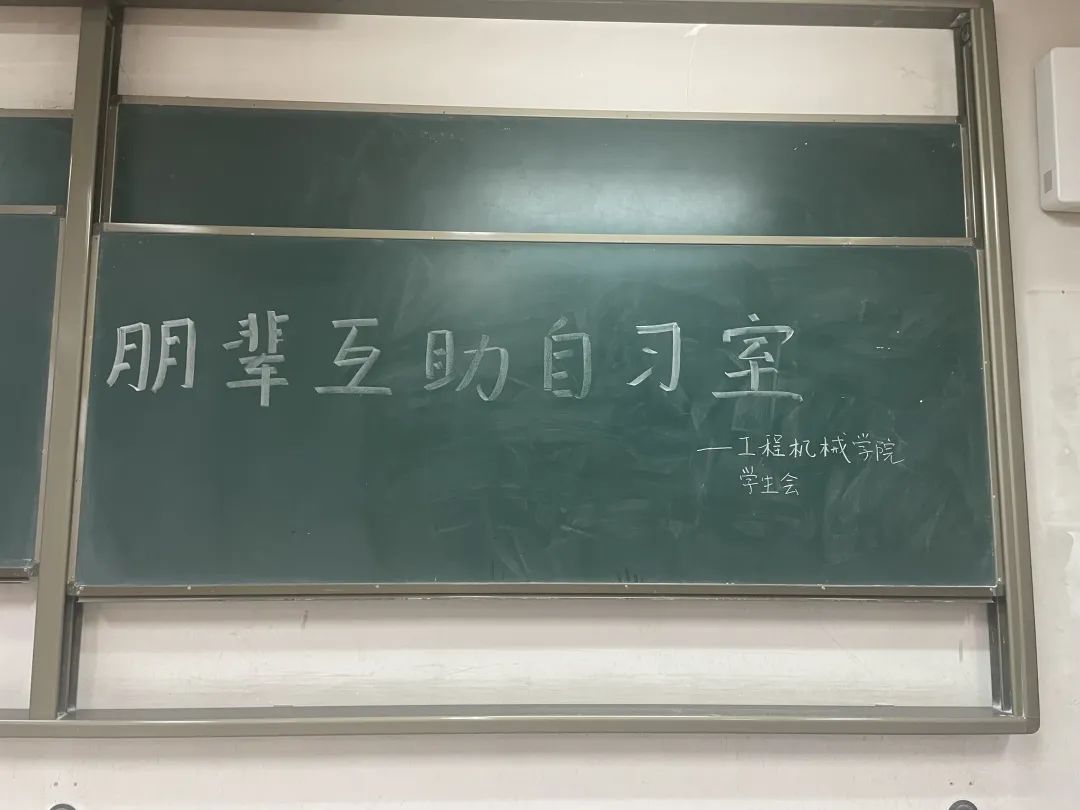 朋辈互助自习室
—工程机械学院
学生会